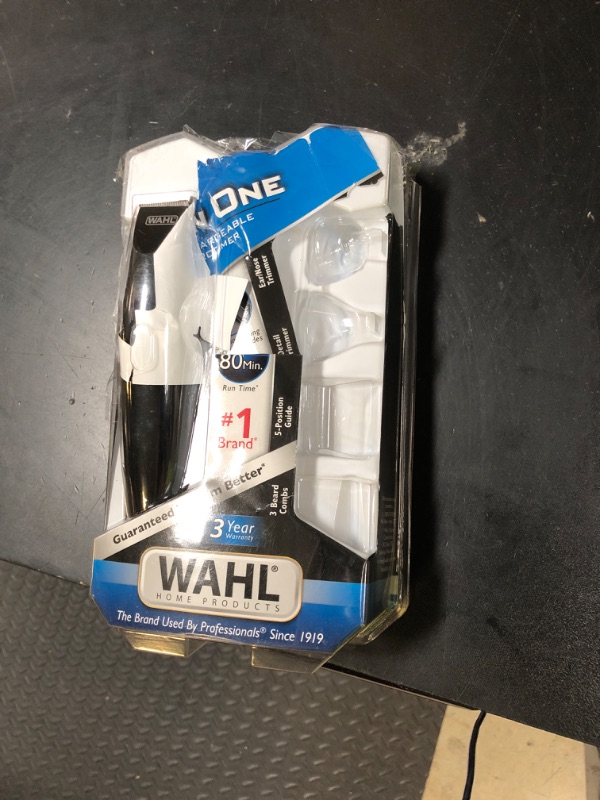 ONE
WAHL
Ear/Nose
Trimmer
80 Min.
Run Time*
Detail
Trimmer
#1
Brand*
5-Position
Guide
Guaranteed
Better*
3 Beard
Combs
3 Year
Warranty
WAHL®
HOME PRODUCTS
The Brand Used By Professionals® Since 1919